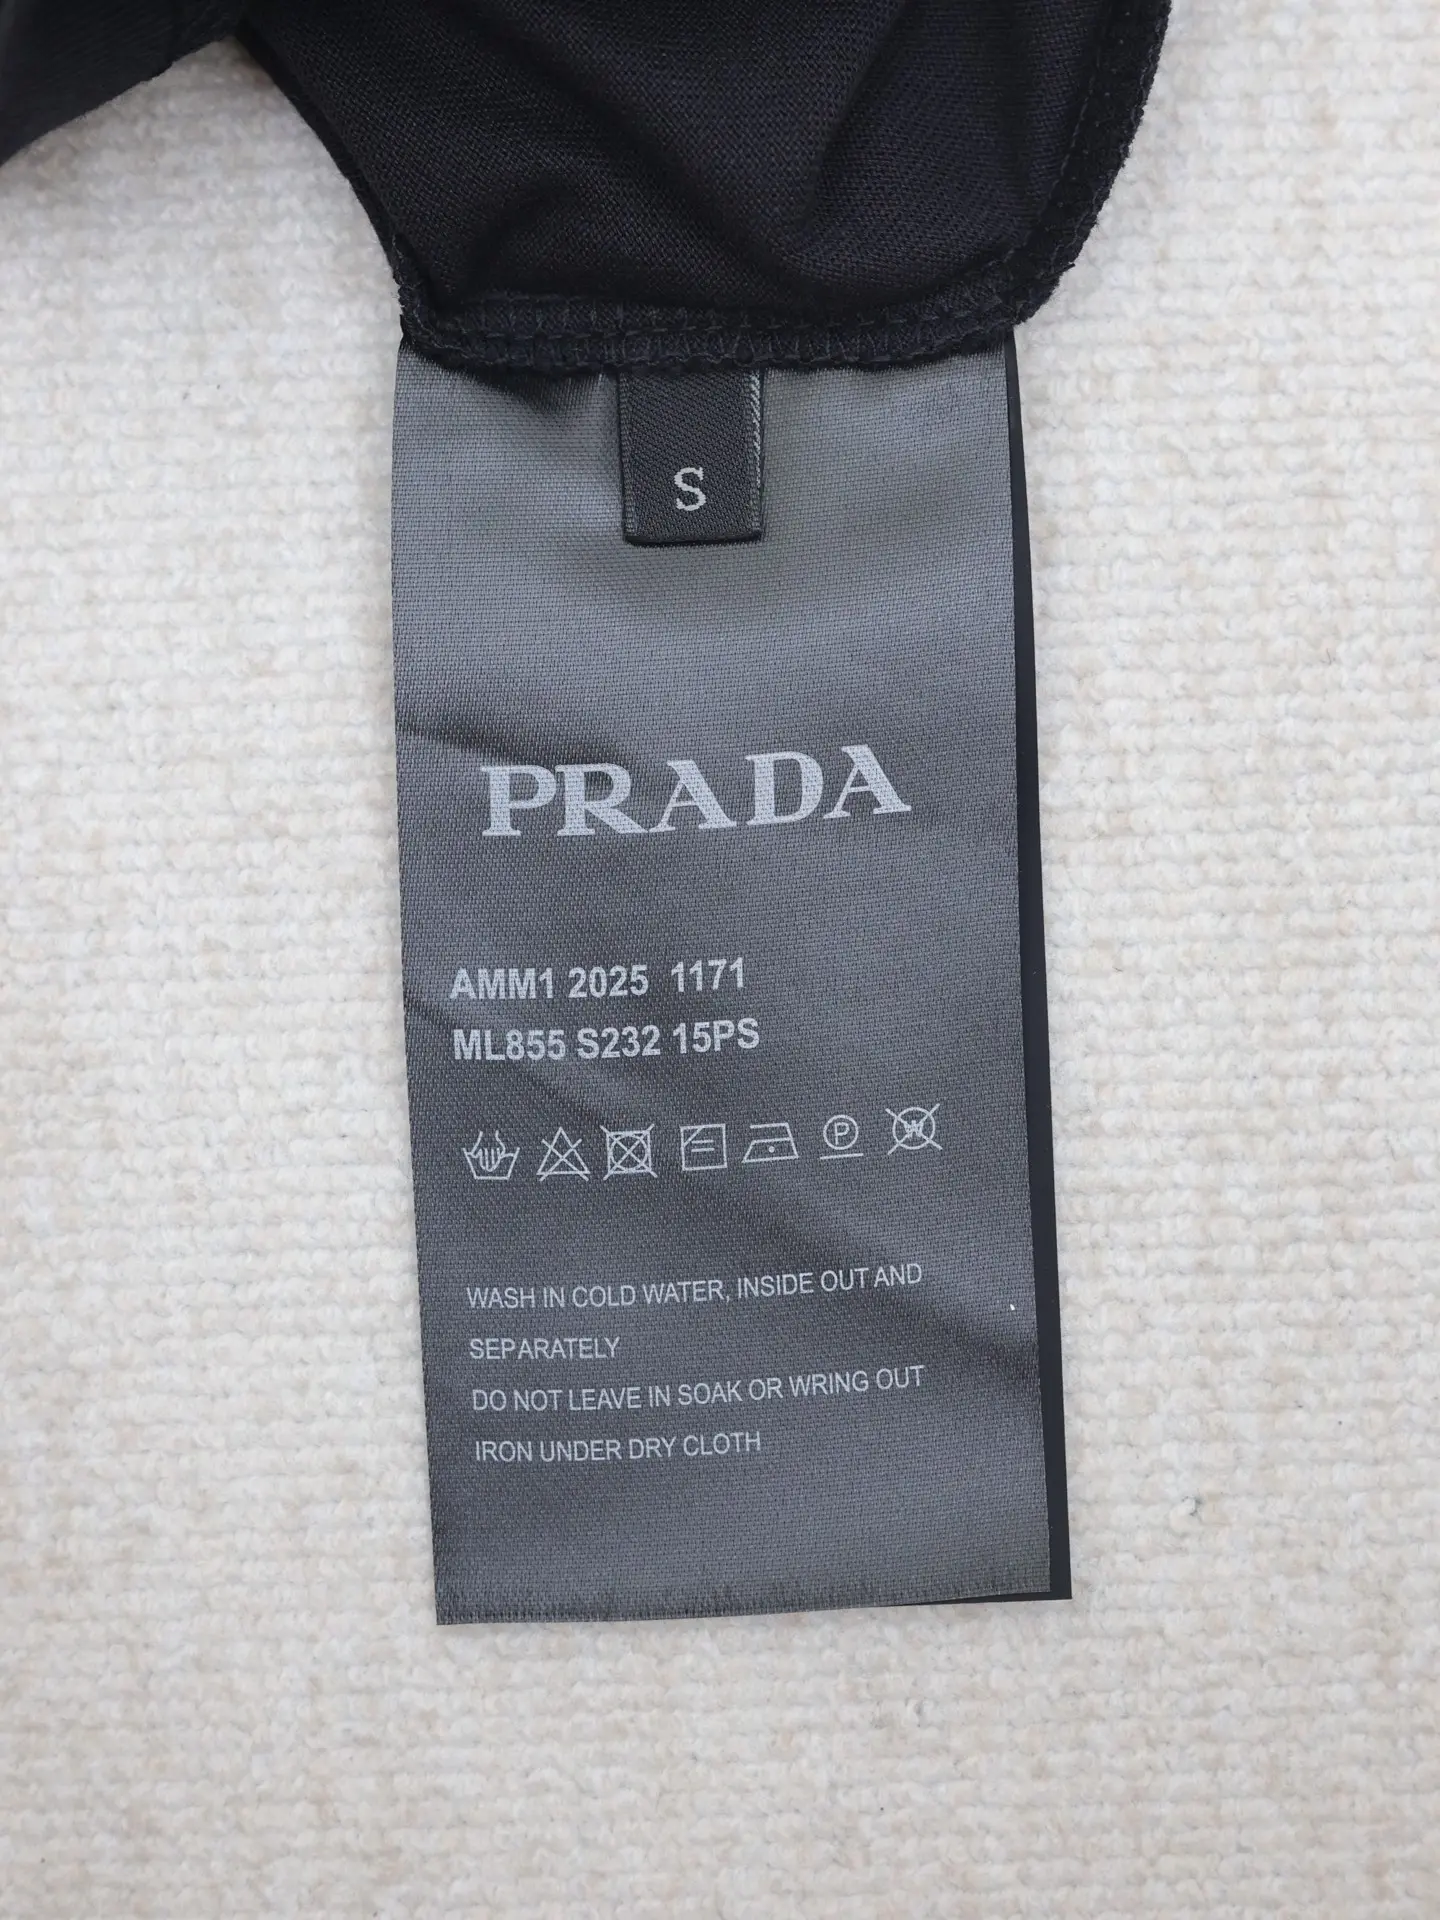 S
PRADA
AMM1 2025 1171
ML855 S232 15PS
P W
WASH IN COLD WATER, INSIDE OUT AND
SEPARATELY
DO NOT LEAVE IN SOAK OR WRING OUT
IRON UNDER DRY CLOTH